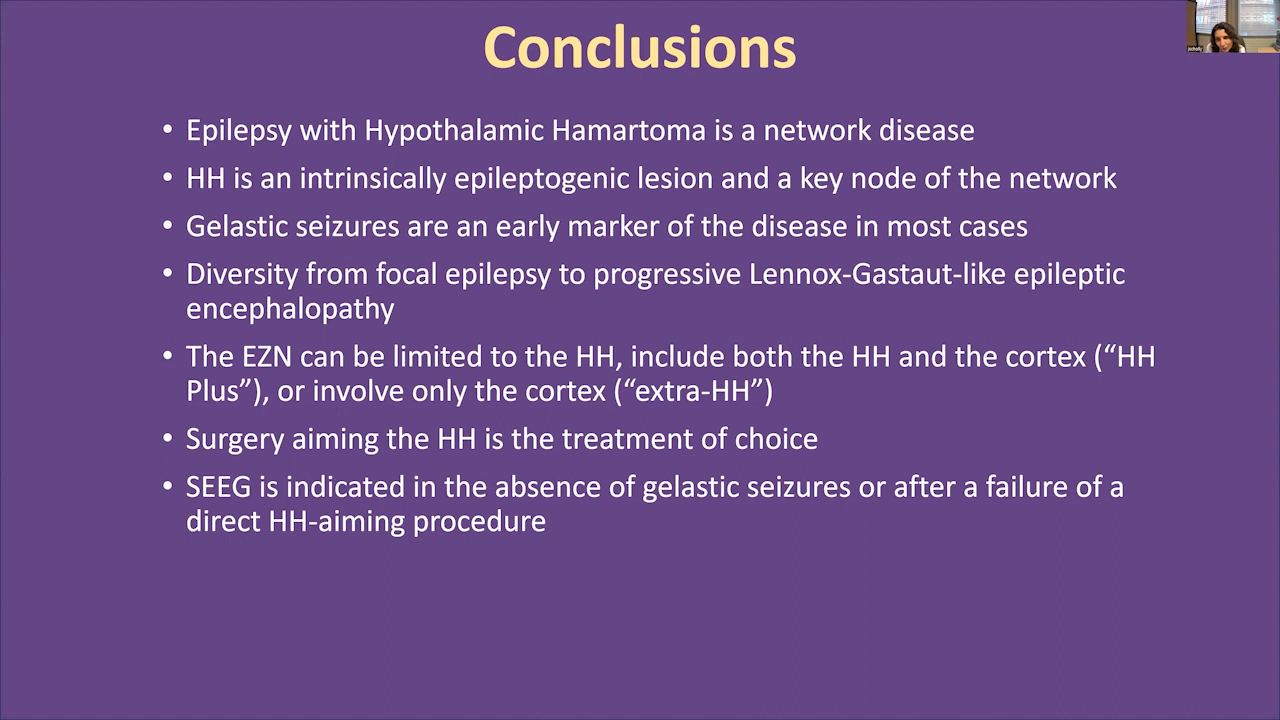 Conclusions
• Epilepsy with Hypothalamic Hamartoma is a network disease
• HH is an intrinsically epileptogenic lesion and a key node of the network
• Gelastic seizures are an early marker of the disease in most cases
• Diversity from focal epilepsy to progressive Lennox-Gastaut-like epileptic
encephalopathy
• The EZN can be limited to the HH, include both the HH and the cortex (“HH
Plus”), or involve only the cortex (“extra-HH”)
• Surgery aiming the HH is the treatment of choice
• SEEG is indicated in the absence of gelastic seizures or after a failure of a
direct HH-aiming procedure